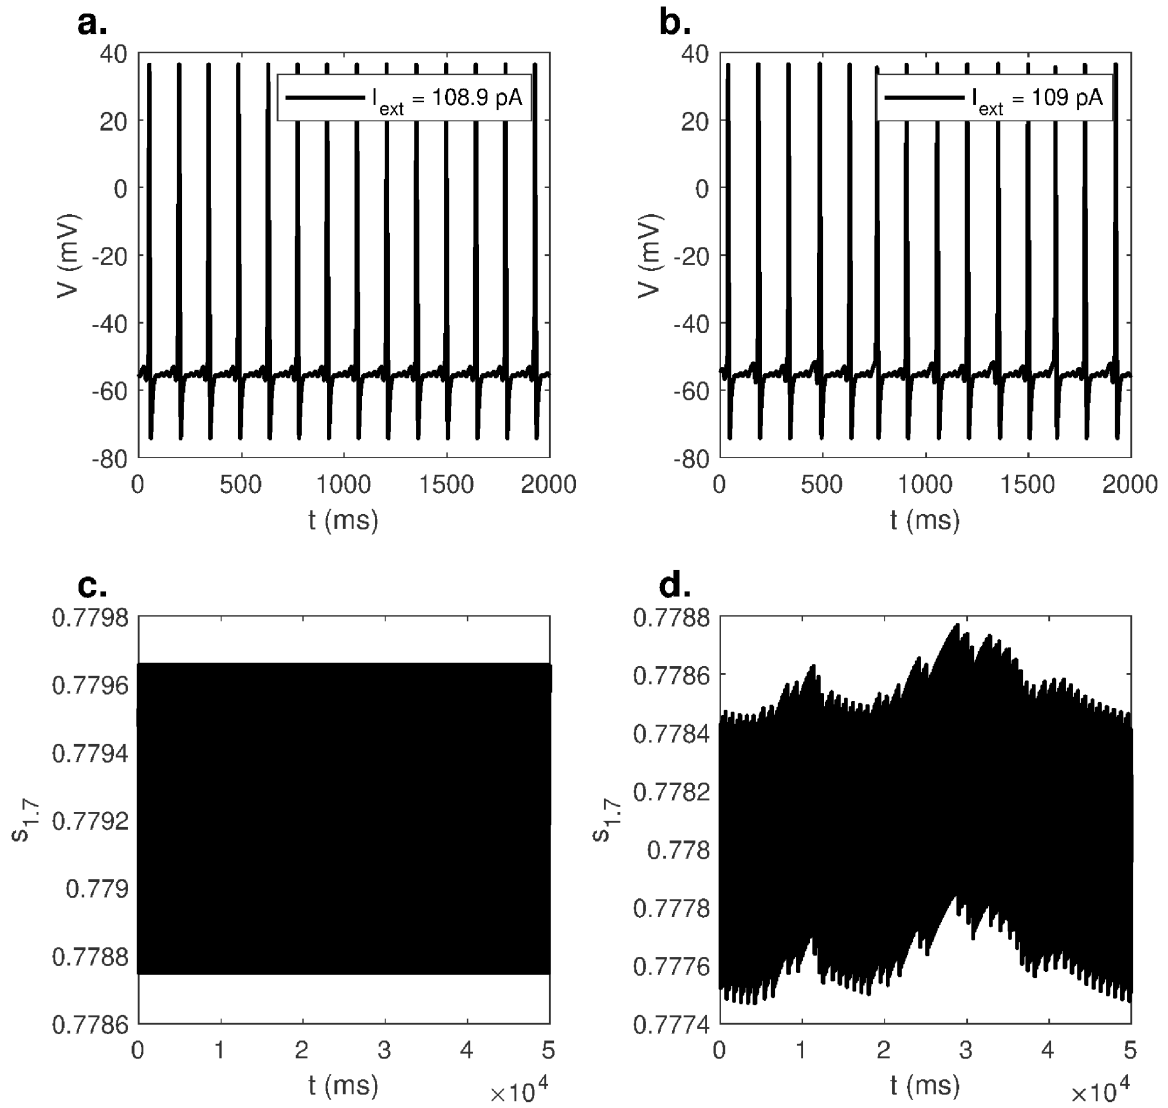 a.
40
20
0
-20
-40
-60
-80
V (mV)
I_ext = 108.9 pA
0 500 1000 1500 2000
t (ms)
b.
40
20
0
-20
-40
-60
-80
V (mV)
I_ext = 109 pA
0 500 1000 1500 2000
t (ms)
c.
0.7798
0.7796
0.7794
0.7792
0.779
0.7788
0.7786
s_1.7
0 1 2 3 4 5
t (ms)
×10^4
d.
0.7788
0.7786
0.7784
0.7782
0.778
0.7778
0.7776
0.7774
s_1.7
0 1 2 3 4 5
t (ms)
×10^4